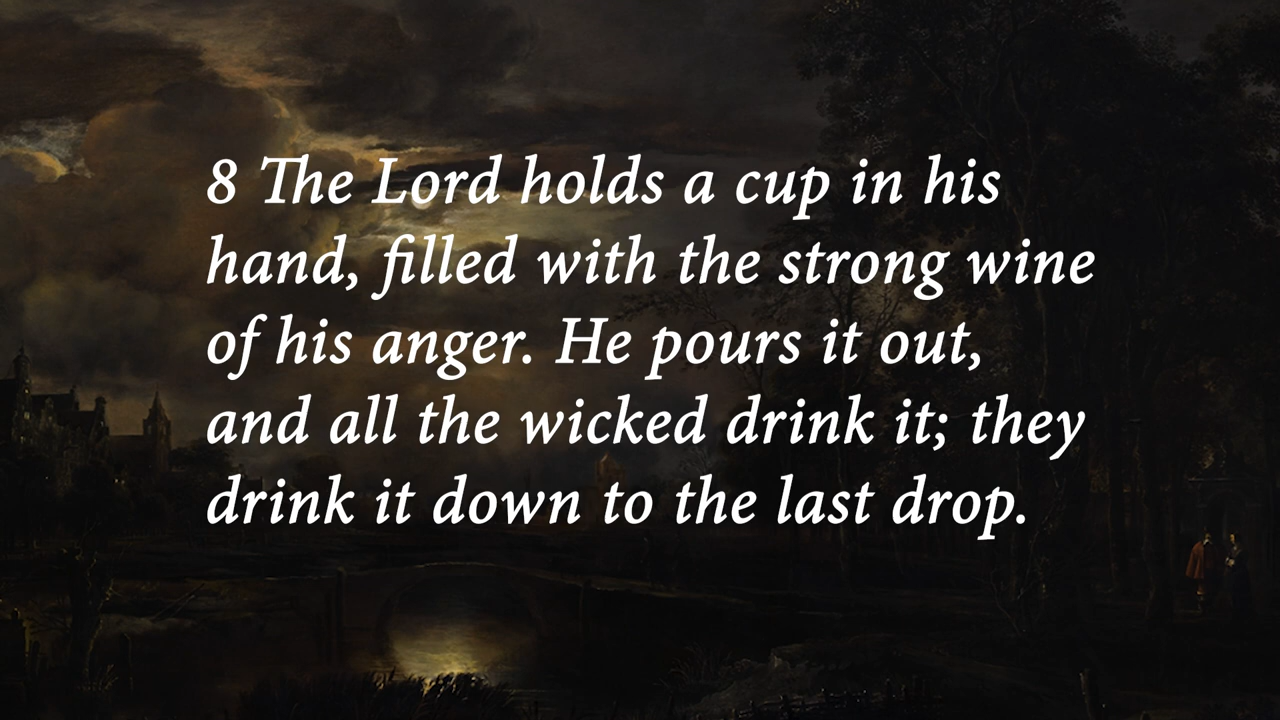 8 The Lord holds a cup in his
hand, filled with the strong wine
of his anger. He pours it out,
and all the wicked drink it; they
drink it down to the last drop.